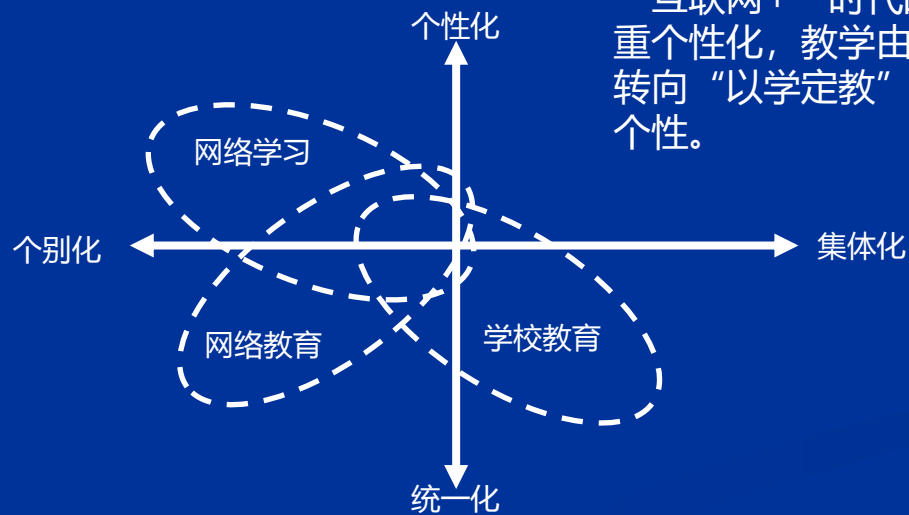 个性化
重个性化，教学由
转向“以学定教”
个性。
网络学习
个别化
集体化
网络教育
学校教育
统一化